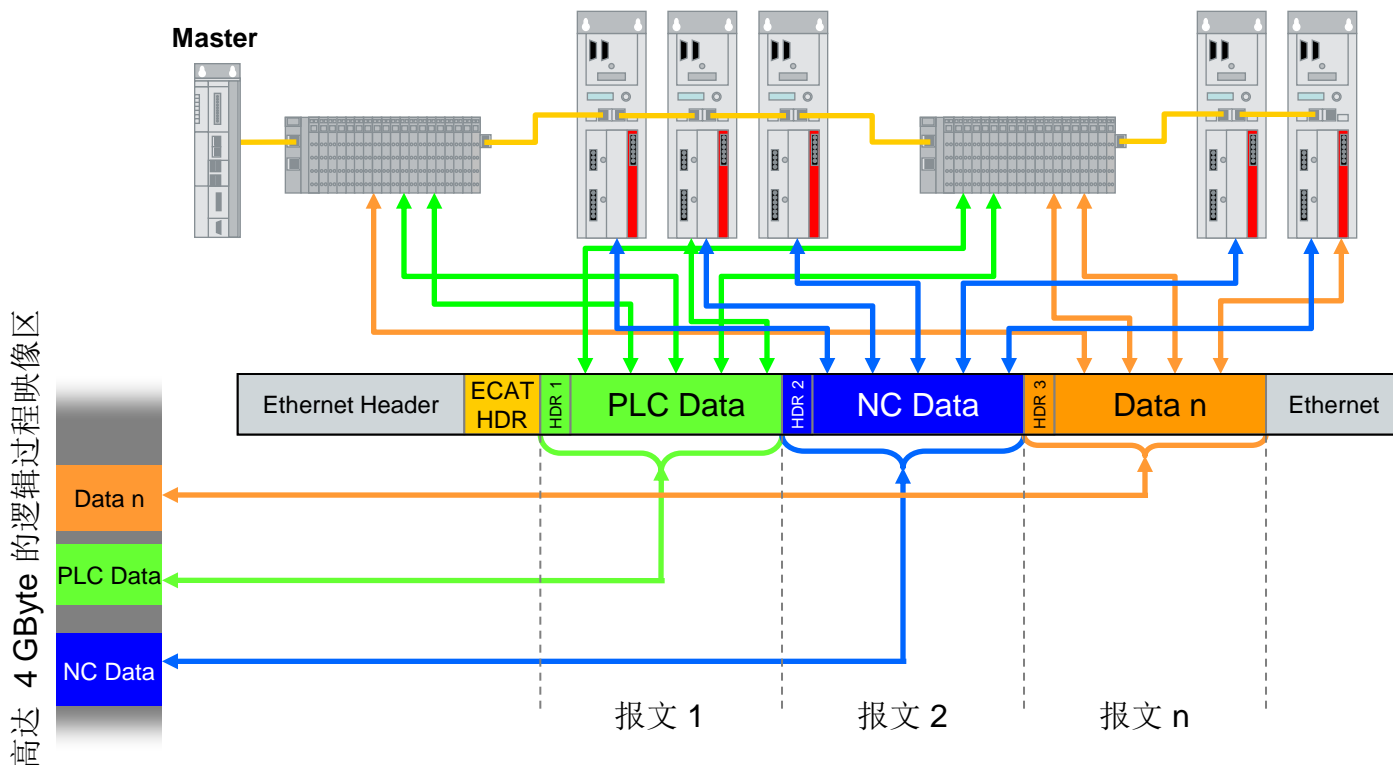 Master
Ethernet Header
ECAT
HDR
HDR 1
PLC Data
HDR 2
NC Data
HDR 3
Data n
Ethernet
高达 4 GByte 的逻辑过程映像区
Data n
PLC Data
NC Data
报文 1
报文 2
报文 n